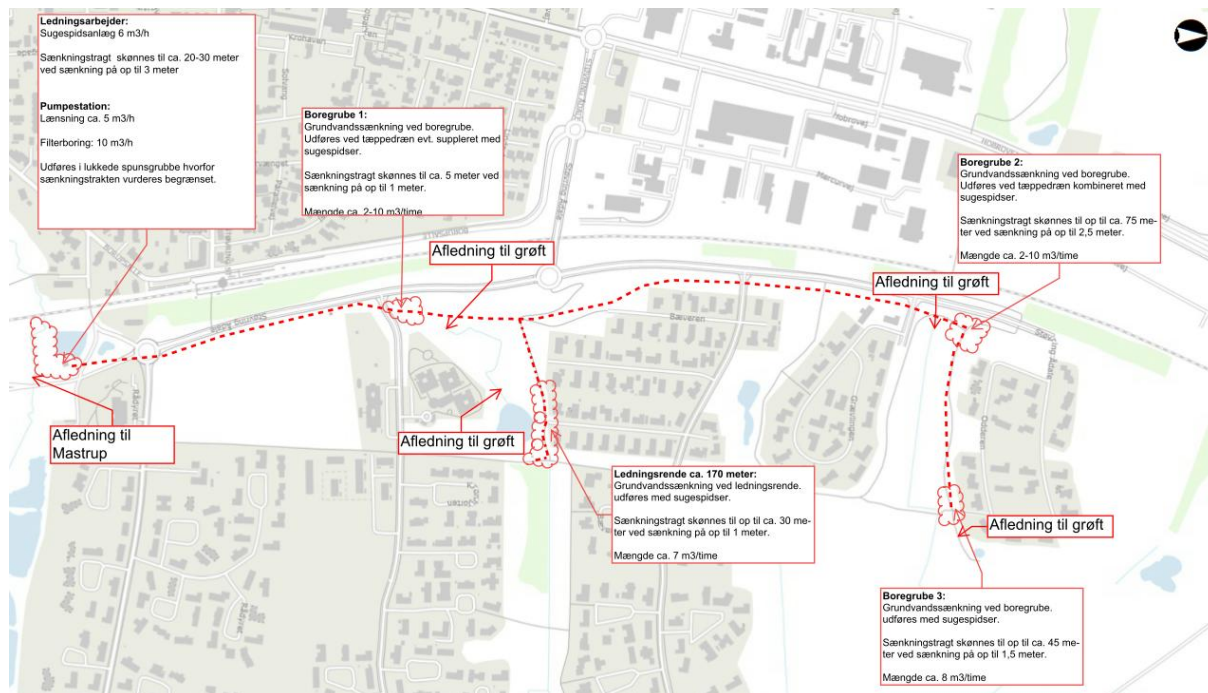 Ledningsarbejder:
Sugespidsanlæg 6 m3/h
Sænkningstragt skønnes til ca. 20-30 meter
ved sænkning på op til 3 meter
Pumpestation:
Lænsning ca. 5 m3/h
Filterboring: 10 m3/h
Udføres i lukkede spunsgrubbe hvorfor
sænkningstrakten vurderes begrænset.
Boregrube 1:
Grundvandssænkning ved boregrube.
Udføres ved tæppedræn evt. suppleret med
sugespidser.
Sænkningstragt skønnes til ca. 5 meter ved
sænkning på op til 1 meter.
Mængde ca. 2-10 m3/time
Boregrube 2:
Grundvandssænkning ved boregrube.
Udføres ved tæppedræn kombineret med
sugespidser.
Sænkningstragt skønnes til op til ca. 75 me-
ter ved sænkning på op til 2,5 meter.
Mængde ca. 2-10 m3/time
Afledning til grøft
Afledning til grøft
Afledning til
Mastrup
Afledning til grøft
Ledningsrende ca. 170 meter:
Grundvandssænkning ved ledningsrende.
udføres med sugespidser.
Sænkningstragt skønnes til op til ca. 30 me-
ter ved sænkning på op til 1 meter.
Mængde ca. 7 m3/time
Afledning til grøft
Boregrube 3:
Grundvandssænkning ved boregrube.
udføres med sugespidser.
Sænkningstragt skønnes til op til ca. 45 me-
ter ved sænkning på op til 1,5 meter.
Mængde ca. 8 m3/time
Hobrovej
Mercurvej
Bæveren
Grævlingen
Odderen
Rådyret
Rådyret